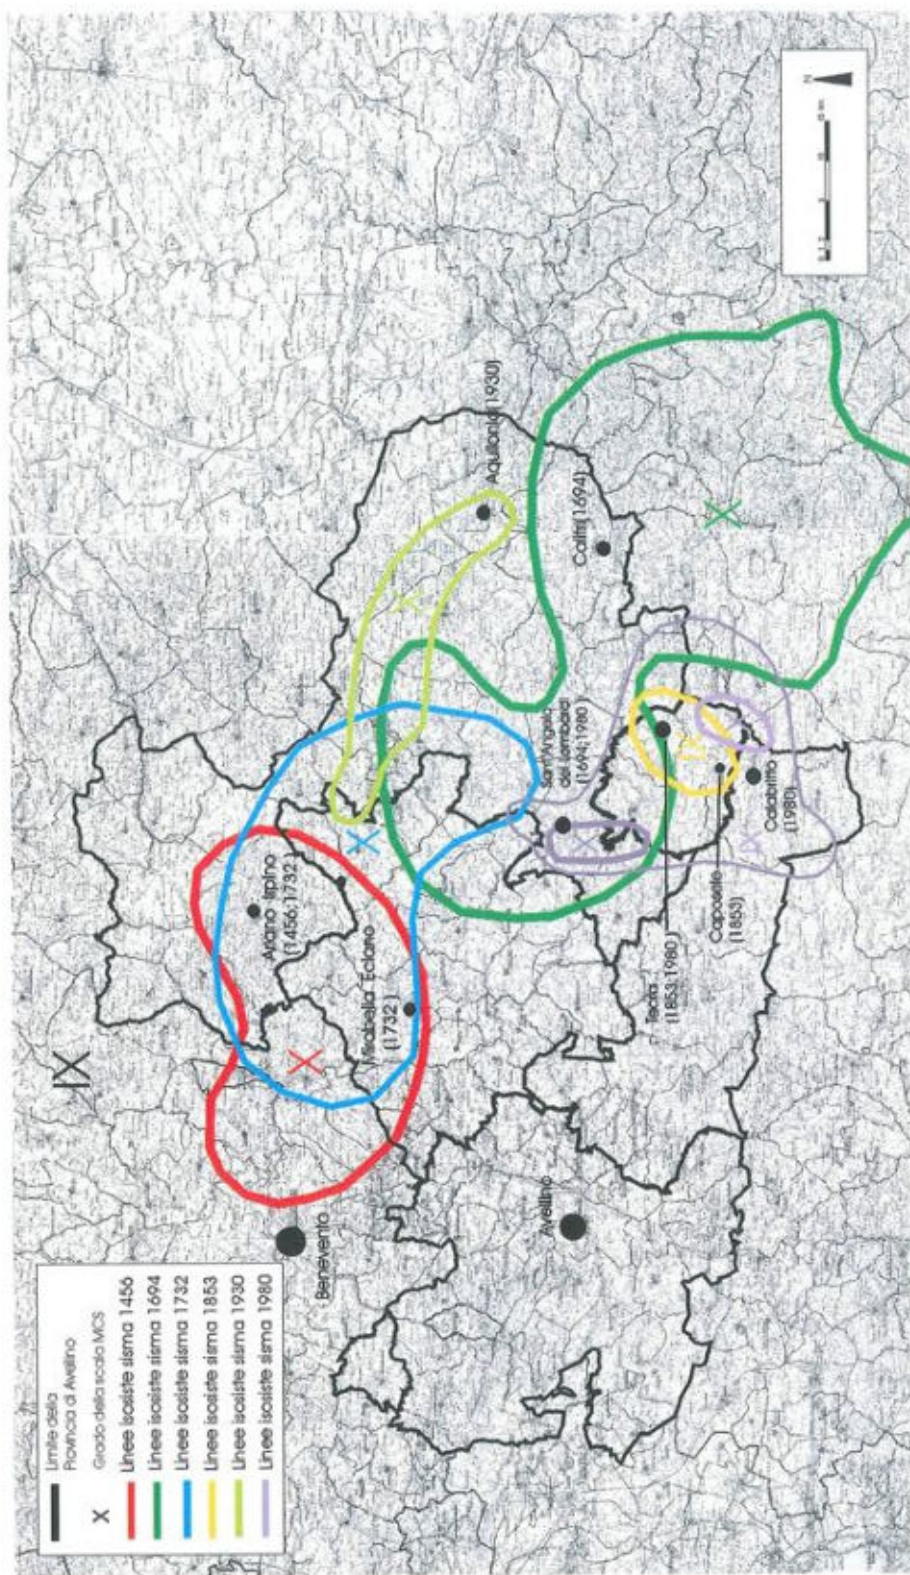 Limite della
Provincia di Avellino
X Grado della scala MCS
Linee isosiste sisma 1456
Linee isosiste sisma 1694
Linee isosiste sisma 1732
Linee isosiste sisma 1853
Linee isosiste sisma 1930
Linee isosiste sisma 1980
IX
Benevento
Avellino
X
Ariano Irpino
(1456; 1732)
Mirabella Eclano
(1732)
X
X
Aquilonia (1930)
Calitri (1694)
X
Sant'Angelo
dei Lombardi
(1694; 1980)
X
IX
X
Teora
(1853; 1980)
Caposele
(1853)
Calabritto
(1980)
N